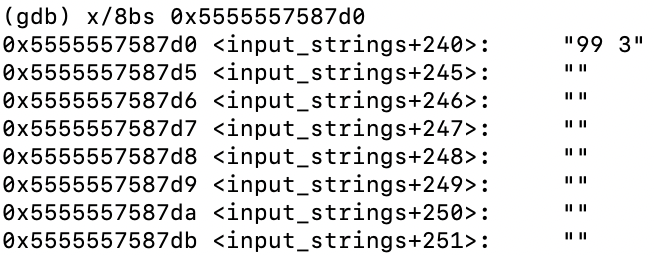 (gdb) x/8bs 0x5555557587d0
0x5555557587d0 <input_strings+240>: "99 3"
0x5555557587d5 <input_strings+245>: ""
0x5555557587d6 <input_strings+246>: ""
0x5555557587d7 <input_strings+247>: ""
0x5555557587d8 <input_strings+248>: ""
0x5555557587d9 <input_strings+249>: ""
0x5555557587da <input_strings+250>: ""
0x5555557587db <input_strings+251>: ""